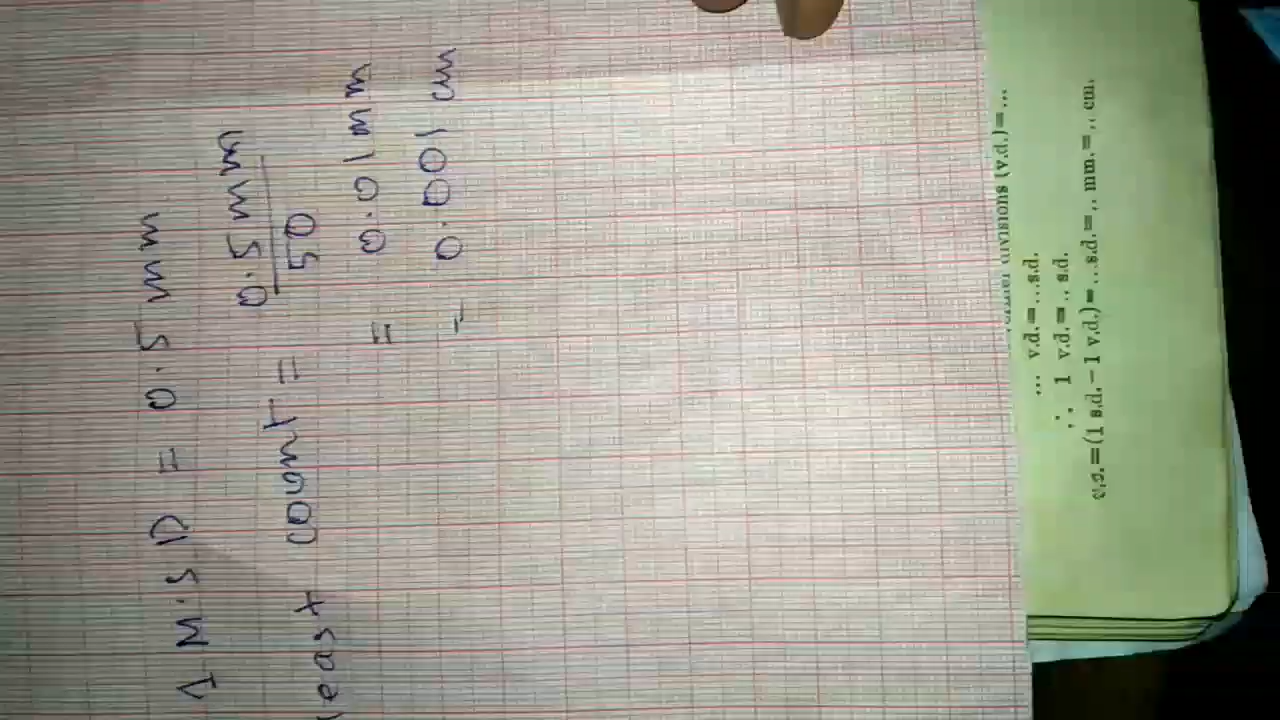 1 M.S.D = 0.5 mm
least count = 0.5 mm
50
= 0.01 mm
= 0.001 cm
divisions (v.d.)=...
... v.d.=...s.d.
∴ 1 v.d.=., s.d.
=(1 s.d.-1 v.d.)=...s.d.=,. mm.=,, cm.